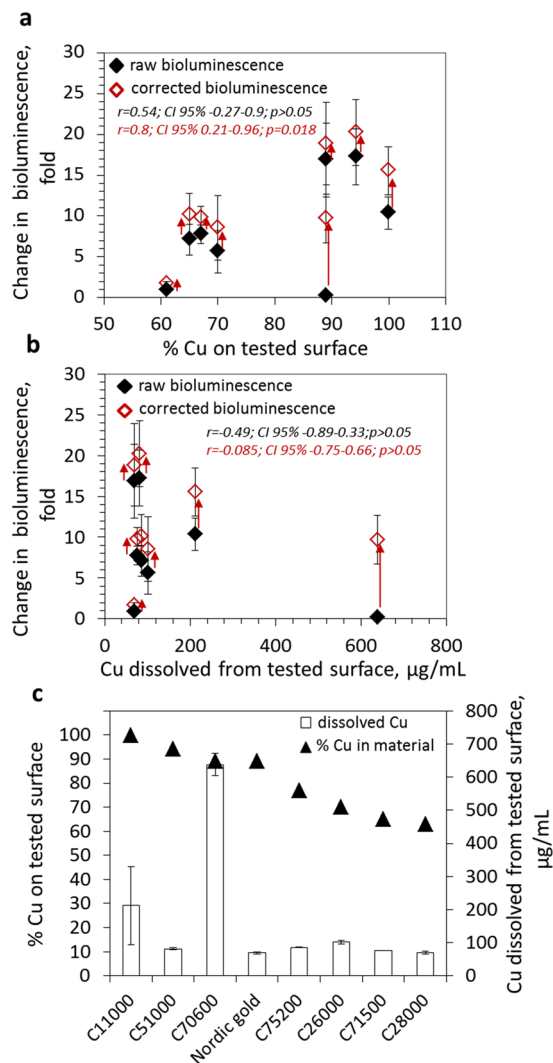 a
Change in bioluminescence,
fold
30
25
20
15
10
5
0
raw bioluminescence
corrected bioluminescence
r=0.54; CI 95% -0.27-0.9; p>0.05
r=0.8; CI 95% 0.21-0.96; p=0.018
50 60 70 80 90 100 110
% Cu on tested surface
b
Change in bioluminescence,
fold
30
25
20
15
10
5
0
raw bioluminescence
corrected bioluminescence
r=-0.49; CI 95% -0.89-0.33;p>0.05
r=-0.085; CI 95% -0.75-0.66; p>0.05
0 200 400 600 800
Cu dissolved from tested surface, µg/mL
c
% Cu on tested surface
100
90
80
70
60
50
40
30
20
10
0
dissolved Cu
% Cu in material
800
700
600
500
400
300
200
100
0
Cu dissolved from tested surface,
µg/mL
C11000
C51000
C70600
Nordic gold
C75200
C26000
C71500
C28000